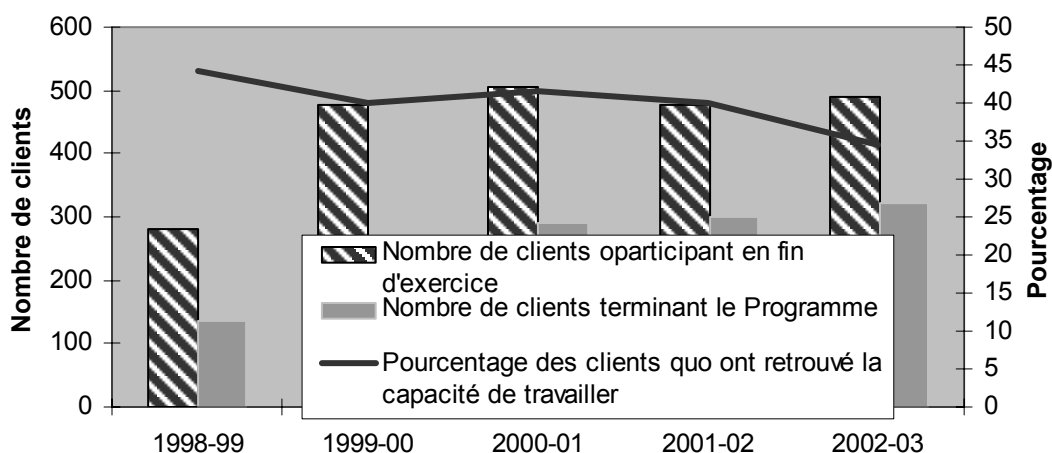 600
500
400
300
200
100
0
Nombre de clients
50
45
40
35
30
25
20
15
10
5
0
Pourcentage
Nombre de clients oparticipant en fin
d'exercice
Nombre de clients terminant le Programme
Pourcentage des clients quo ont retrouvé la
capacité de travailler
1998-99 1999-00 2000-01 2001-02 2002-03